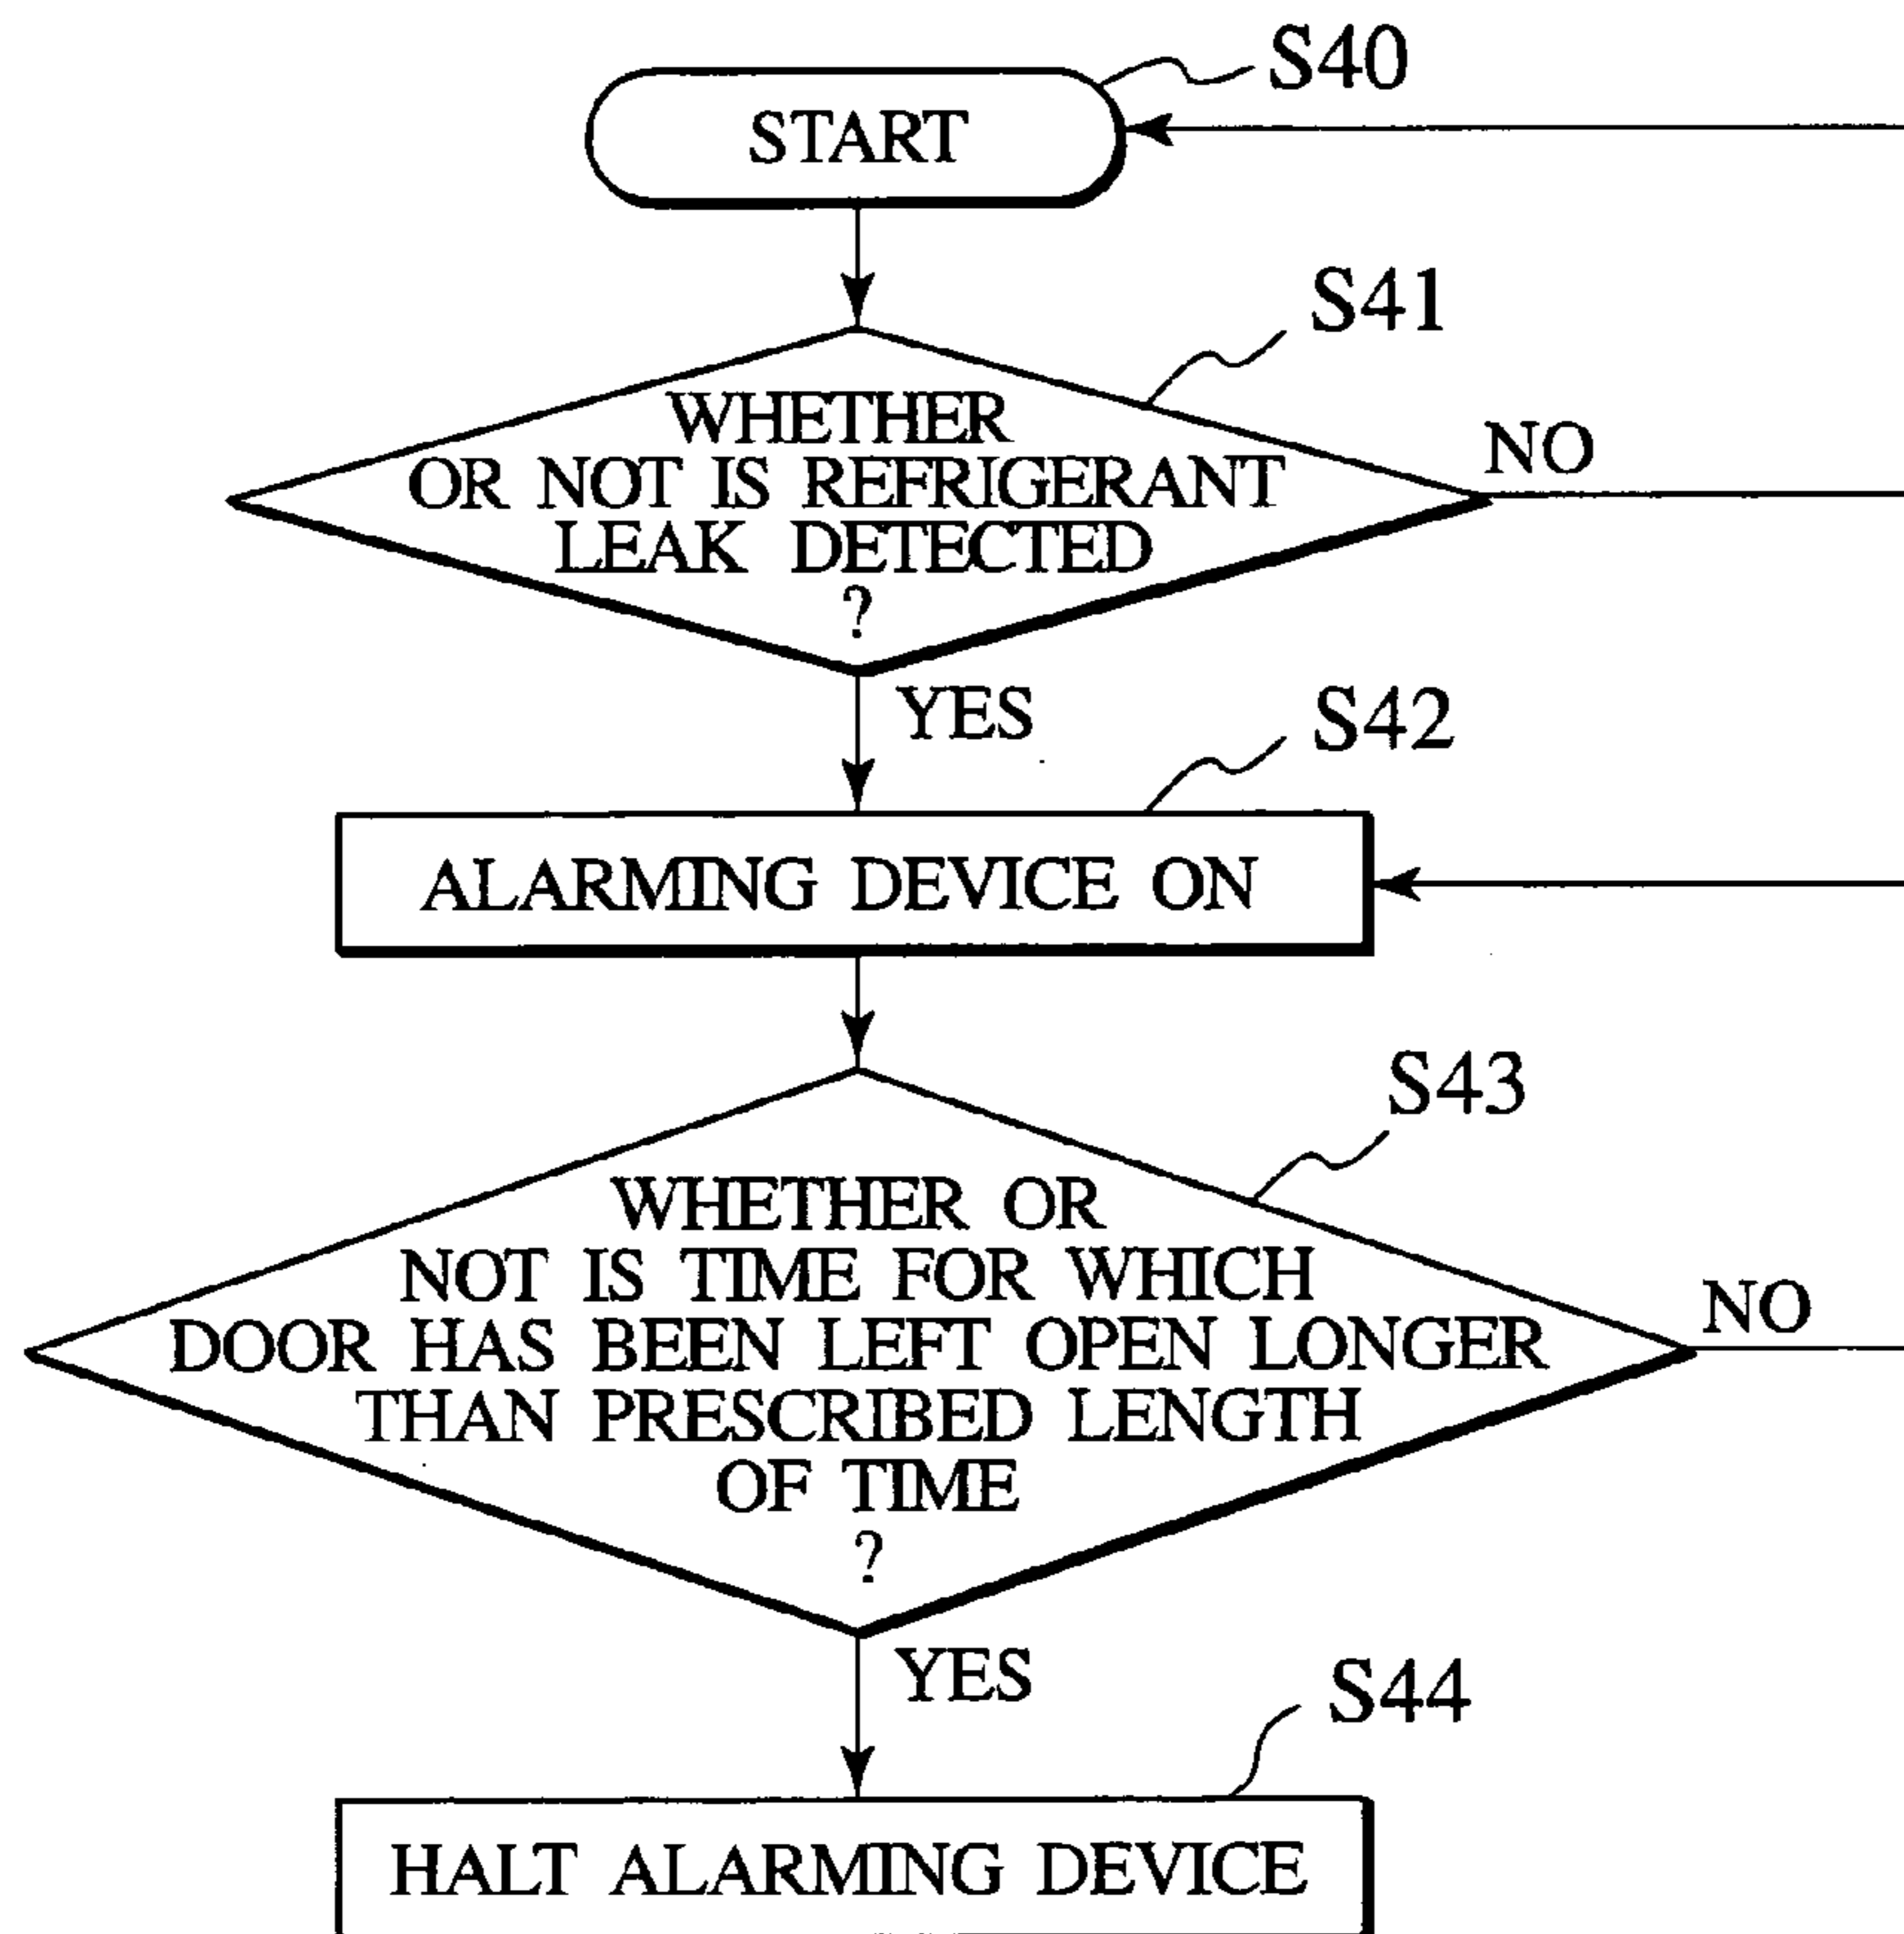 S40
START
S41
WHETHER
OR NOT IS REFRIGERANT
LEAK DETECTED
?
NO
YES
S42
ALARMING DEVICE ON
S43
WHETHER OR
NOT IS TIME FOR WHICH
DOOR HAS BEEN LEFT OPEN LONGER
THAN PRESCRIBED LENGTH
OF TIME
?
NO
YES
S44
HALT ALARMING DEVICE